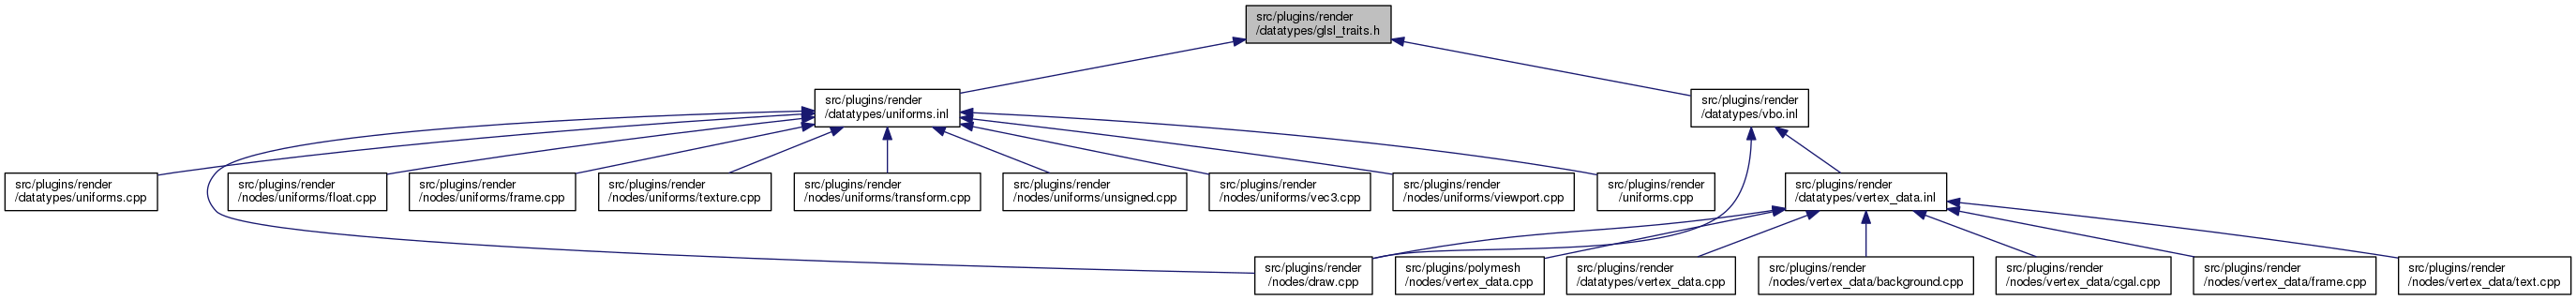 src/plugins/render
/datatypes/glsl_traits.h
src/plugins/render
/datatypes/uniforms.inl
src/plugins/render
/datatypes/vbo.inl
src/plugins/render
/datatypes/uniforms.cpp
src/plugins/render
/nodes/uniforms/float.cpp
src/plugins/render
/nodes/uniforms/frame.cpp
src/plugins/render
/nodes/uniforms/texture.cpp
src/plugins/render
/nodes/uniforms/transform.cpp
src/plugins/render
/nodes/uniforms/unsigned.cpp
src/plugins/render
/nodes/uniforms/vec3.cpp
src/plugins/render
/nodes/uniforms/viewport.cpp
src/plugins/render
/uniforms.cpp
src/plugins/render
/datatypes/vertex_data.inl
src/plugins/render
/nodes/draw.cpp
src/plugins/polymesh
/nodes/vertex_data.cpp
src/plugins/render
/datatypes/vertex_data.cpp
src/plugins/render
/nodes/vertex_data/background.cpp
src/plugins/render
/nodes/vertex_data/cgal.cpp
src/plugins/render
/nodes/vertex_data/frame.cpp
src/plugins/render
/nodes/vertex_data/text.cpp